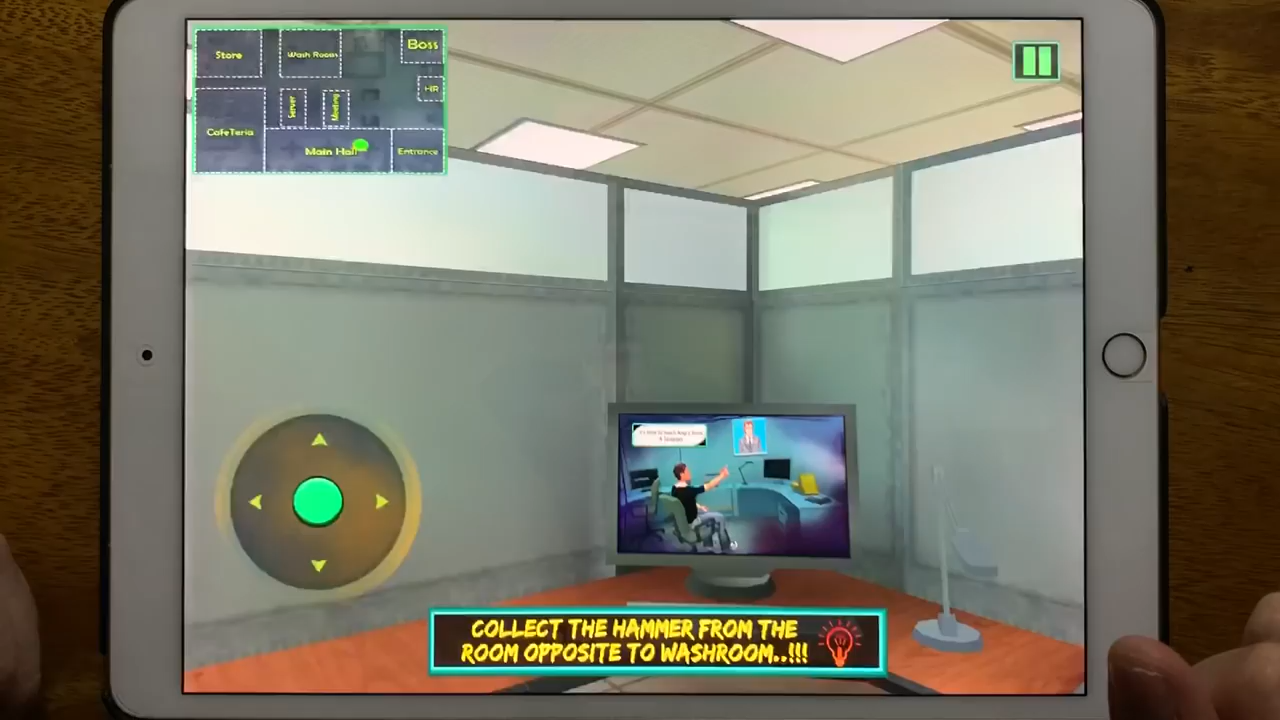 Store
Wash Room
Boss
HR
Server
Meeting
CafeTeria
Main Hall
Entrance
COLLECT THE HAMMER FROM THE
ROOM OPPOSITE TO WASHROOM..!!!